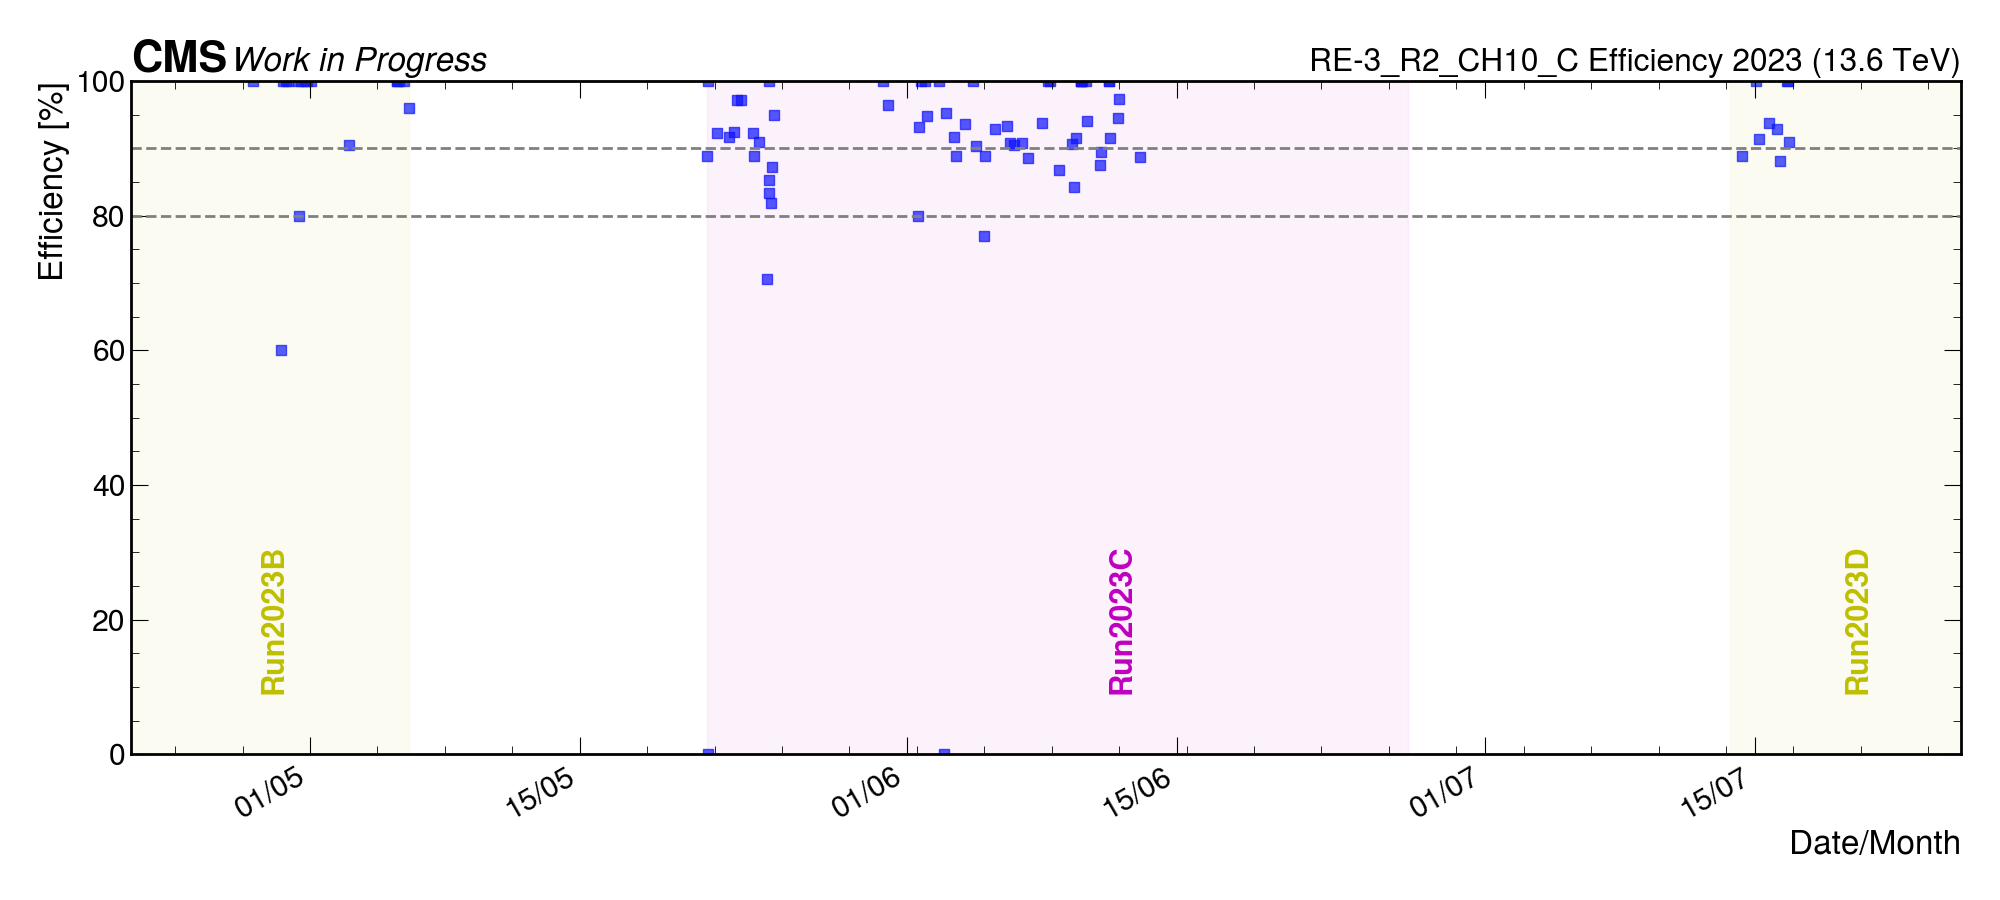 CMS Work in Progress
RE-3_R2_CH10_C Efficiency 2023 (13.6 TeV)
Efficiency [%]
100
80
60
40
20
0
Run2023B
Run2023C
Run2023D
01/05
15/05
01/06
15/06
01/07
15/07
Date/Month